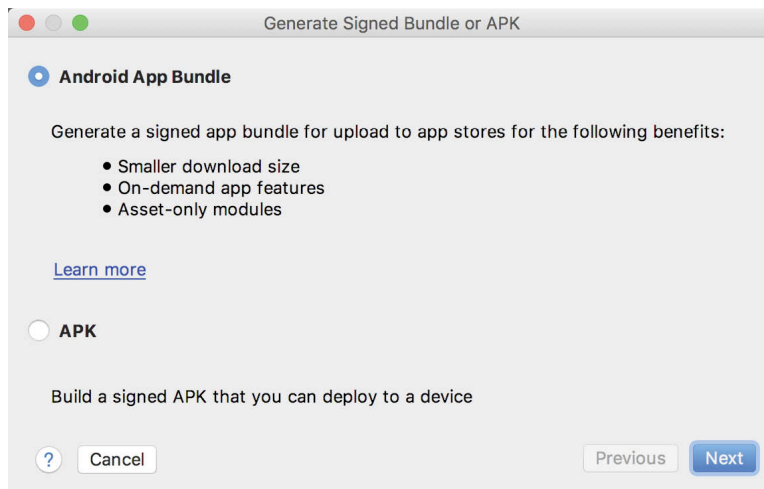 Generate Signed Bundle or APK
Android App Bundle
Generate a signed app bundle for upload to app stores for the following benefits:
• Smaller download size
• On-demand app features
• Asset-only modules
Learn more
APK
Build a signed APK that you can deploy to a device
? Cancel Previous Next